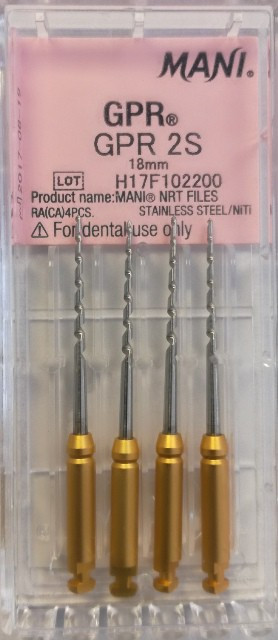 MANI®
GPR®
GPR 2S
18mm
LOT H17F102200
Product name:MANI® NRT FILES
RA(CA)4PCS. STAINLESS STEEL/NiTi
⚠ For dental use only